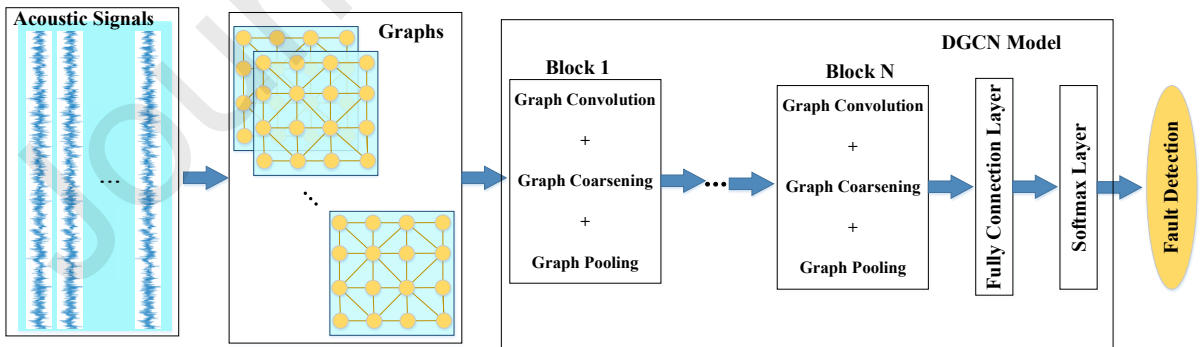 Acoustic Signals
...
Graphs
...
DGCN Model
Block 1
Graph Convolution
+
Graph Coarsening
+
Graph Pooling
...
Block N
Graph Convolution
+
Graph Coarsening
+
Graph Pooling
Fully Connection Layer
Softmax Layer
Fault Detection